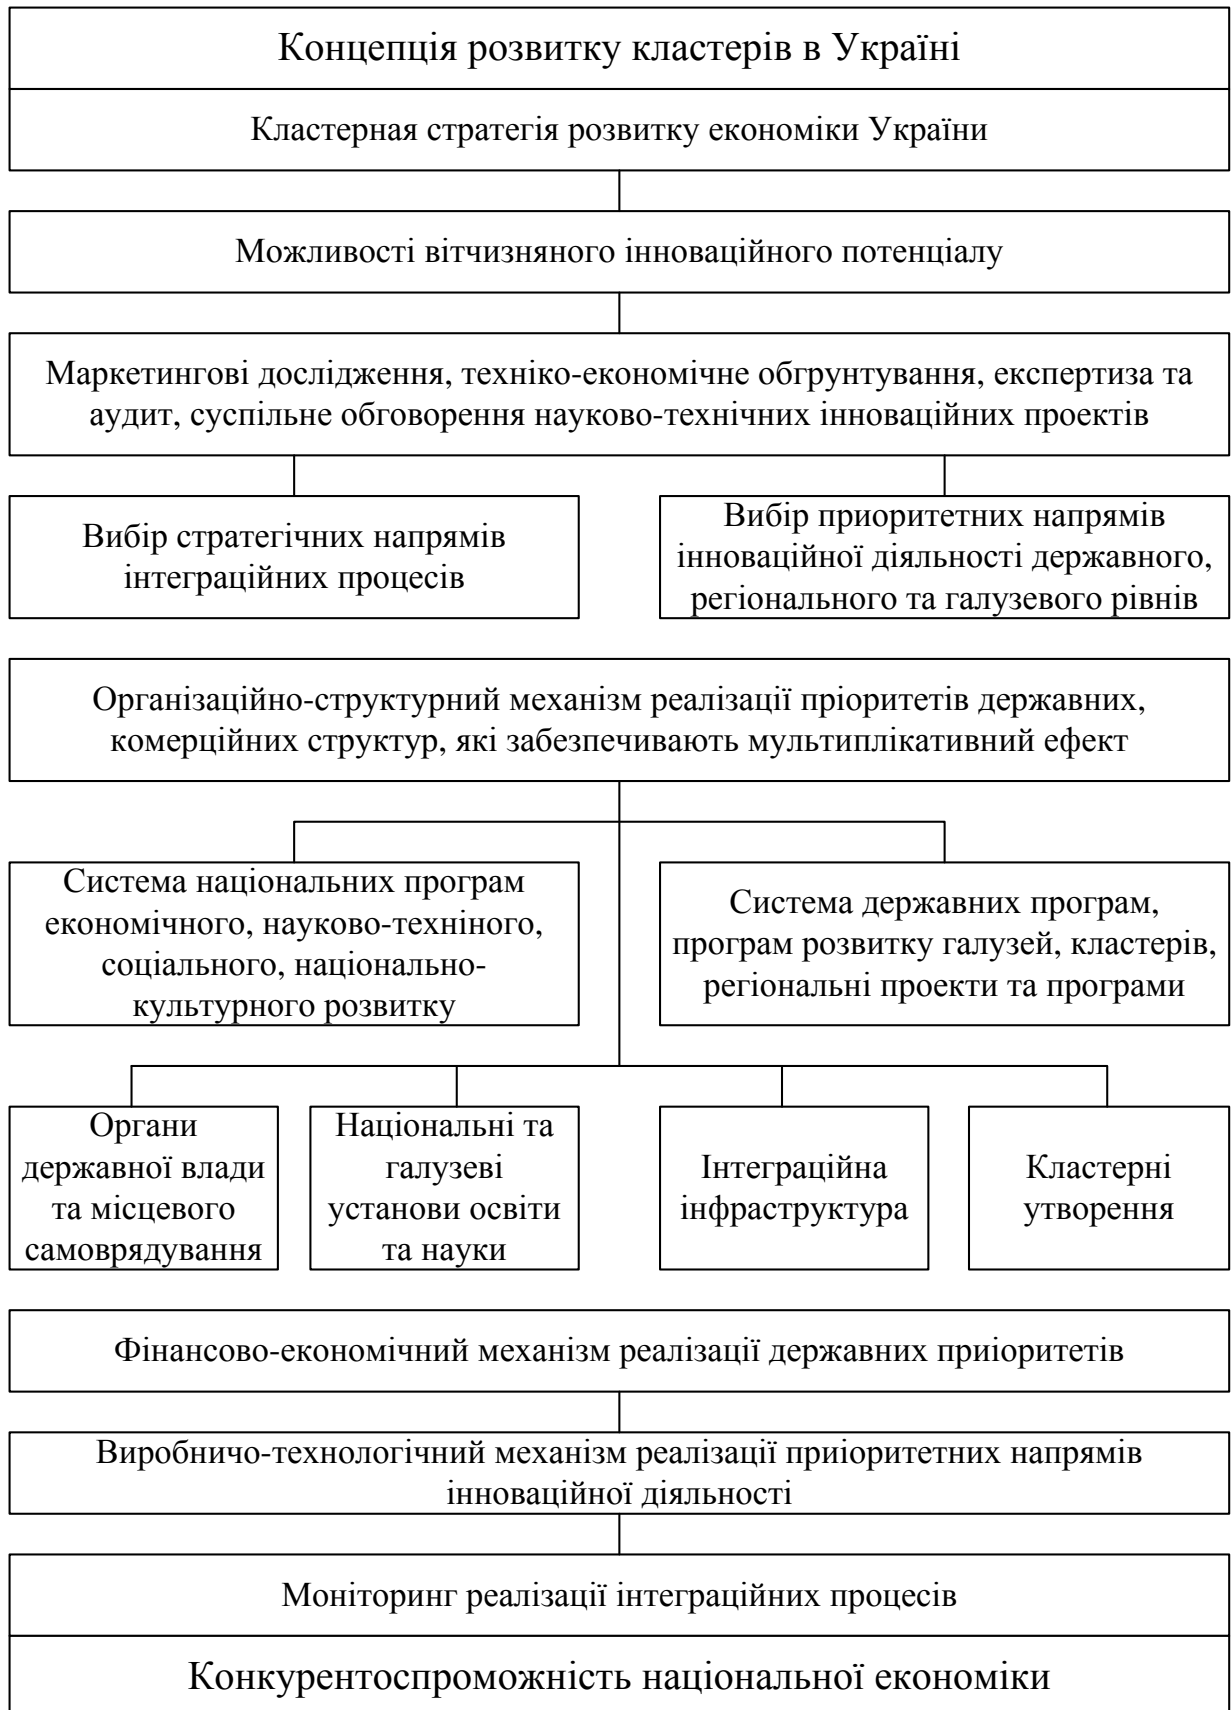 Концепція розвитку кластерів в Україні
Кластерная стратегія розвитку економіки України
Можливості вітчизняного інноваційного потенціалу
Маркетингові дослідження, техніко-економічне обгрунтування, експертиза та
аудит, суспільне обговорення науково-технічних інноваційних проектів
Вибір стратегічних напрямів
інтеграційних процесів
Вибір приоритетних напрямів
інноваційної діяльності державного,
регіонального та галузевого рівнів
Організаційно-структурний механізм реалізації пріоритетів державних,
комерційних структур, які забезпечивають мультиплікативний ефект
Система національних програм
економічного, науково-техніного,
соціального, національно-
культурного розвитку
Система державних програм,
програм розвитку галузей, кластерів,
регіональні проекти та програми
Органи
державної влади
та місцевого
самоврядування
Національні та
галузеві
установи освіти
та науки
Інтеграційна
інфраструктура
Кластерні
утворення
Фінансово-економічний механізм реалізації державних приіоритетів
Виробничо-технологічний механізм реалізації приіоритетних напрямів
інноваційної діяльності
Моніторинг реалізації інтеграційних процесів
Конкурентоспроможність національної економіки